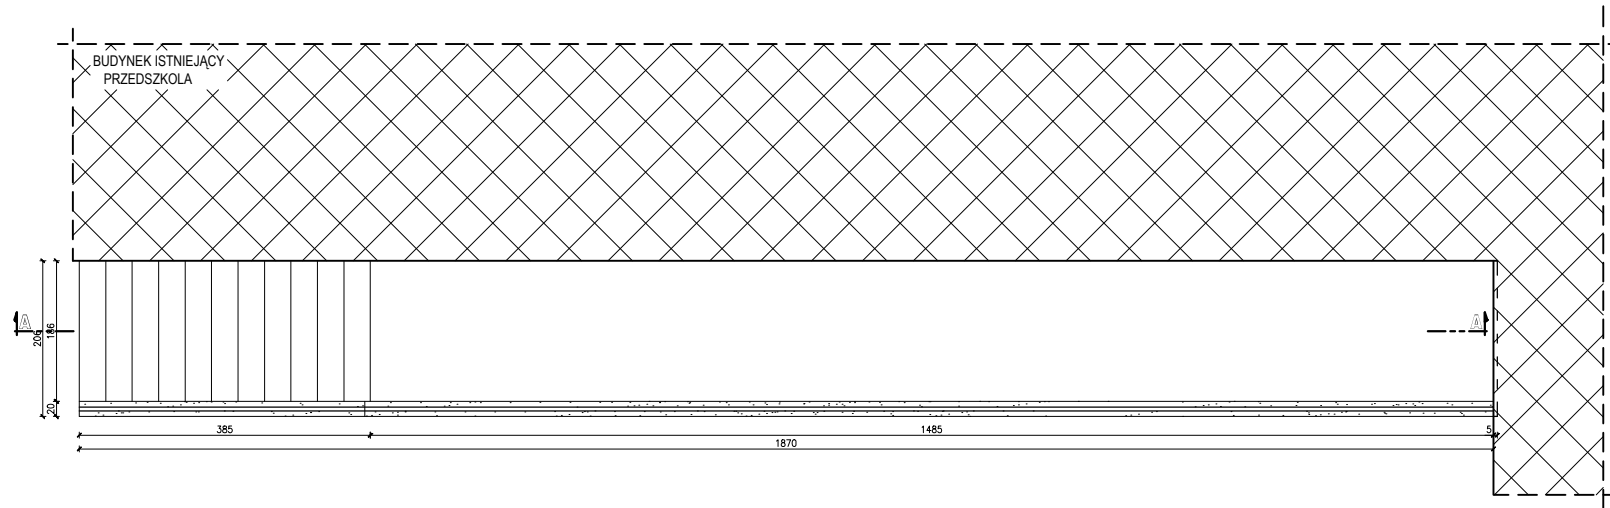 BUDYNEK ISTNIEJĄCY
PRZEDSZKOLA
A
A
206
186
20
385
1485
5
1870